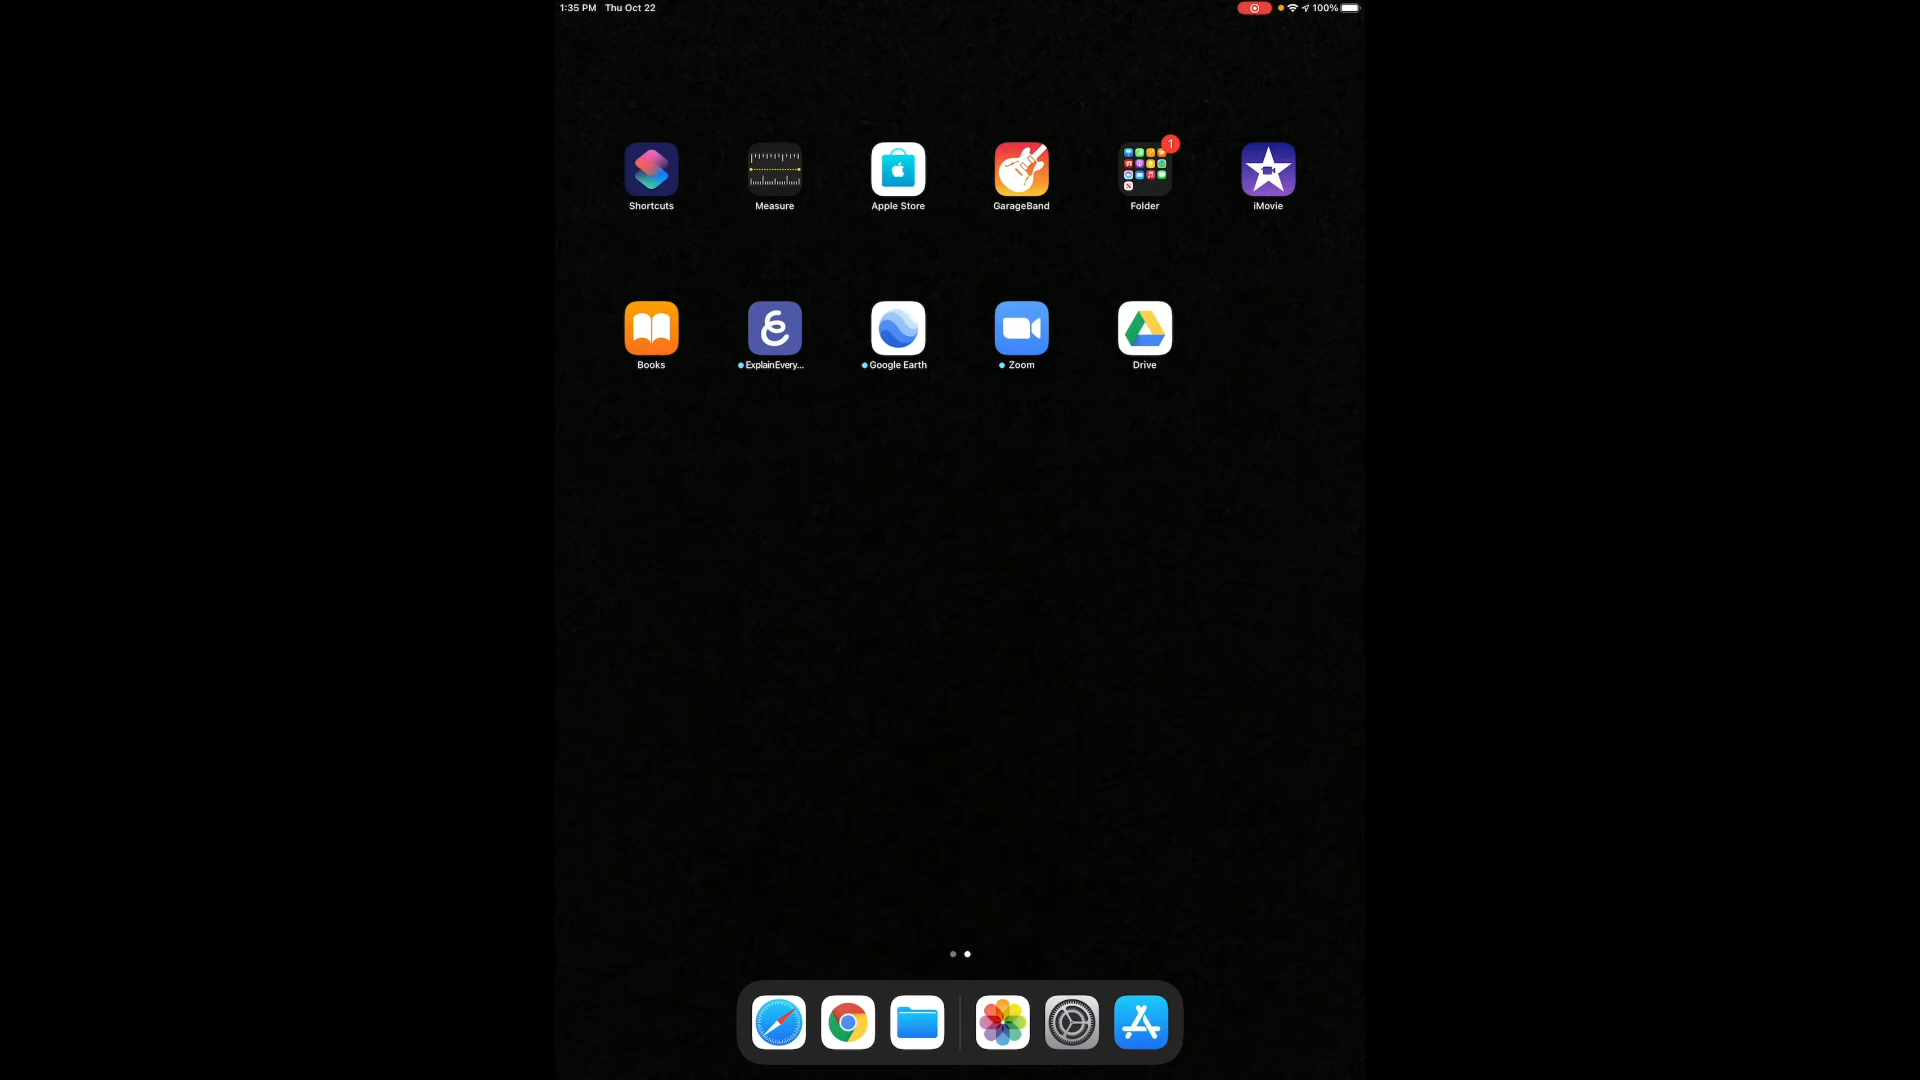 1:35 PM Thu Oct 22 100%
1
Shortcuts Measure Apple Store GarageBand Folder iMovie
Books ExplainEvery... Google Earth Zoom Drive